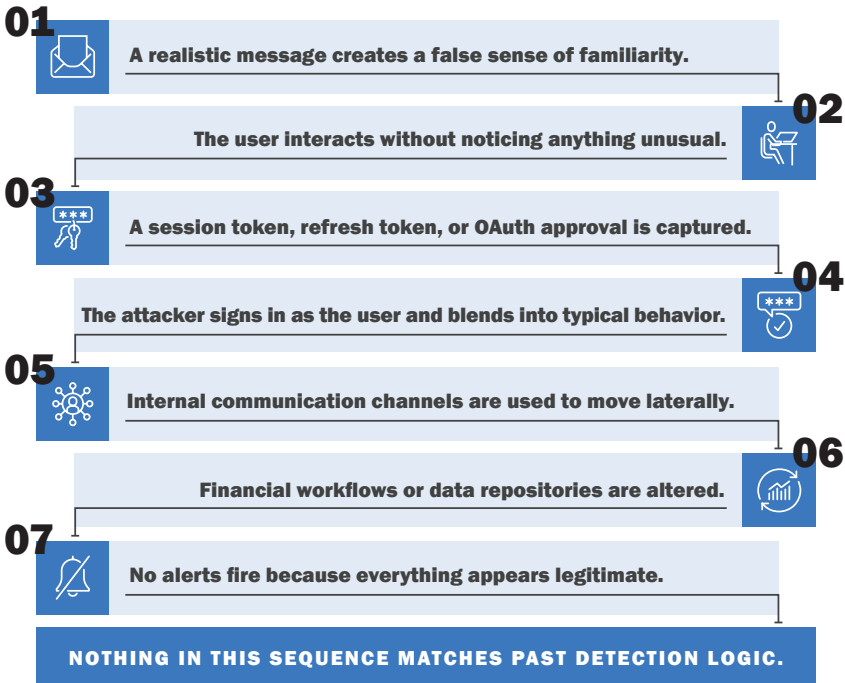 01
A realistic message creates a false sense of familiarity.
02
The user interacts without noticing anything unusual.
03
***
A session token, refresh token, or OAuth approval is captured.
04
***
The attacker signs in as the user and blends into typical behavior.
05
Internal communication channels are used to move laterally.
06
Financial workflows or data repositories are altered.
07
No alerts fire because everything appears legitimate.
NOTHING IN THIS SEQUENCE MATCHES PAST DETECTION LOGIC.